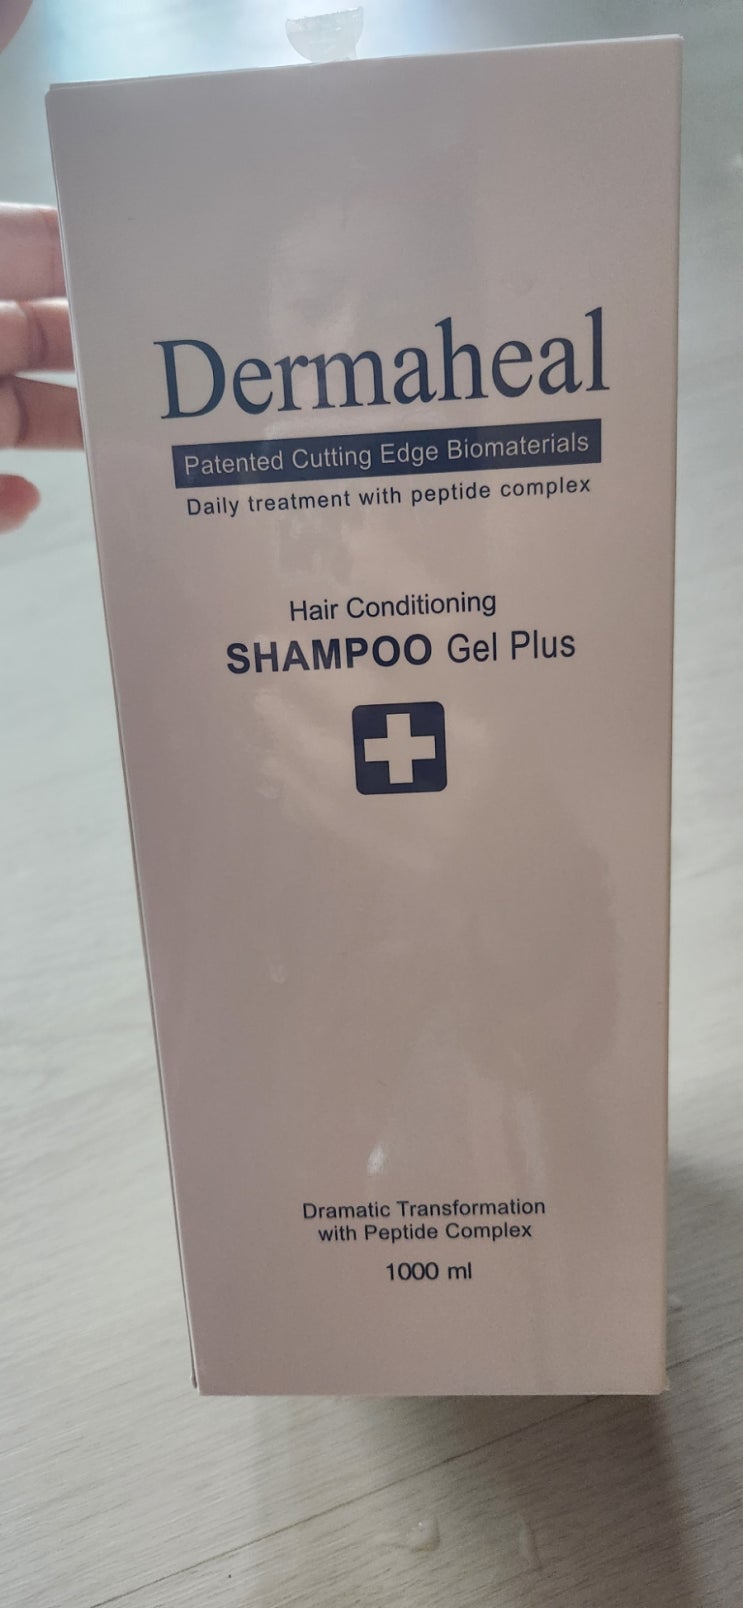 Dermaheal
Patented Cutting Edge Biomaterials
Daily treatment with peptide complex
Hair Conditioning
SHAMPOO Gel Plus
Dramatic Transformation
with Peptide Complex
1000 ml